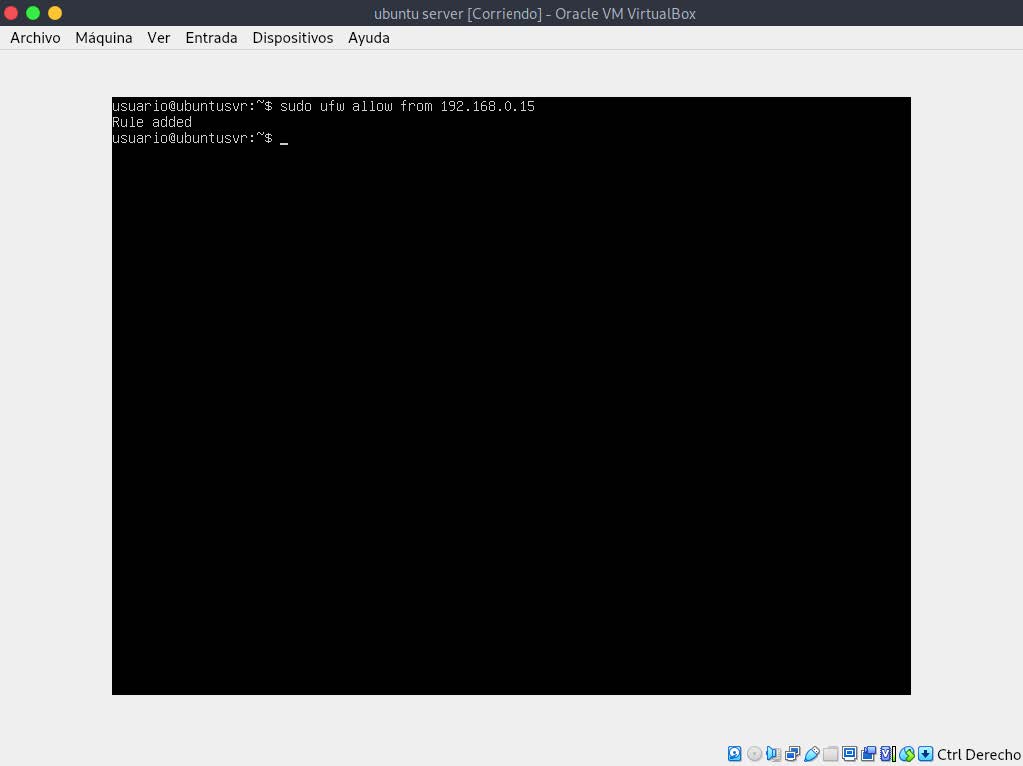 ubuntu server [Corriendo] - Oracle VM VirtualBox
Archivo Máquina Ver Entrada Dispositivos Ayuda
usuario@ubuntusvr:~$ sudo ufw allow from 192.168.0.15
Rule added
usuario@ubuntusvr:~$ _
Ctrl Derecho